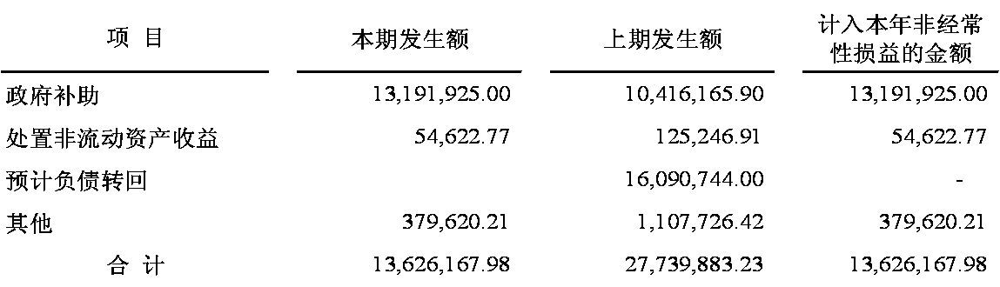 项 目 本期发生额 上期发生额 计入本年非经常
性损益的金额
政府补助 13,191,925.00 10,416,165.90 13,191,925.00
处置非流动资产收益 54,622.77 125,246.91 54,622.77
预计负债转回 16,090,744.00 -
其他 379,620.21 1,107,726.42 379,620.21
合 计 13,626,167.98 27,739,883.23 13,626,167.98